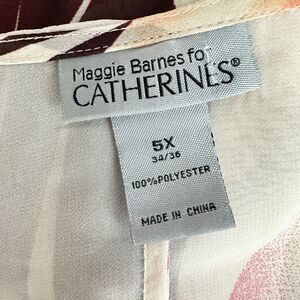 Maggie Barnes for
CATHERINES®
5X
34/36
100%POLYESTER
MADE IN CHINA